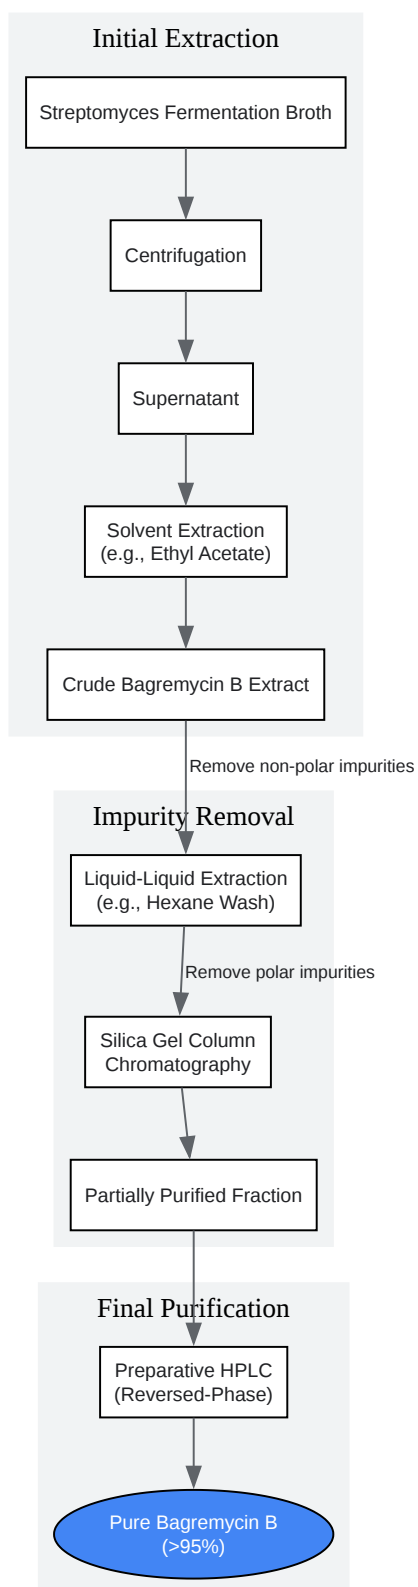 Initial Extraction
Streptomyces Fermentation Broth
Centrifugation
Supernatant
Solvent Extraction
(e.g., Ethyl Acetate)
Crude Bagremycin B Extract
Remove non-polar impurities
Impurity Removal
Liquid-Liquid Extraction
(e.g., Hexane Wash)
Remove polar impurities
Silica Gel Column
Chromatography
Partially Purified Fraction
Final Purification
Preparative HPLC
(Reversed-Phase)
Pure Bagremycin B
(>95%)